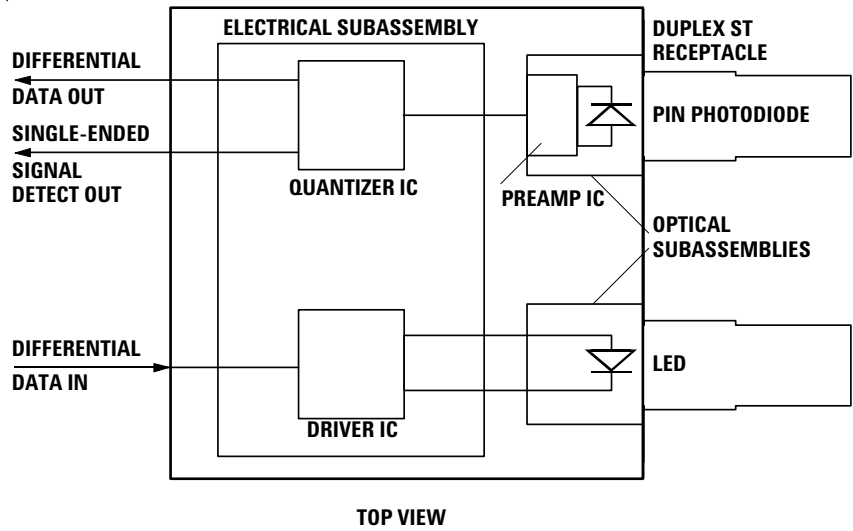 ELECTRICAL SUBASSEMBLY
DUPLEX ST
RECEPTACLE
DIFFERENTIAL
DATA OUT
SINGLE-ENDED
SIGNAL
DETECT OUT
QUANTIZER IC
PREAMP IC
PIN PHOTODIODE
OPTICAL
SUBASSEMBLIES
DIFFERENTIAL
DATA IN
DRIVER IC
LED
TOP VIEW